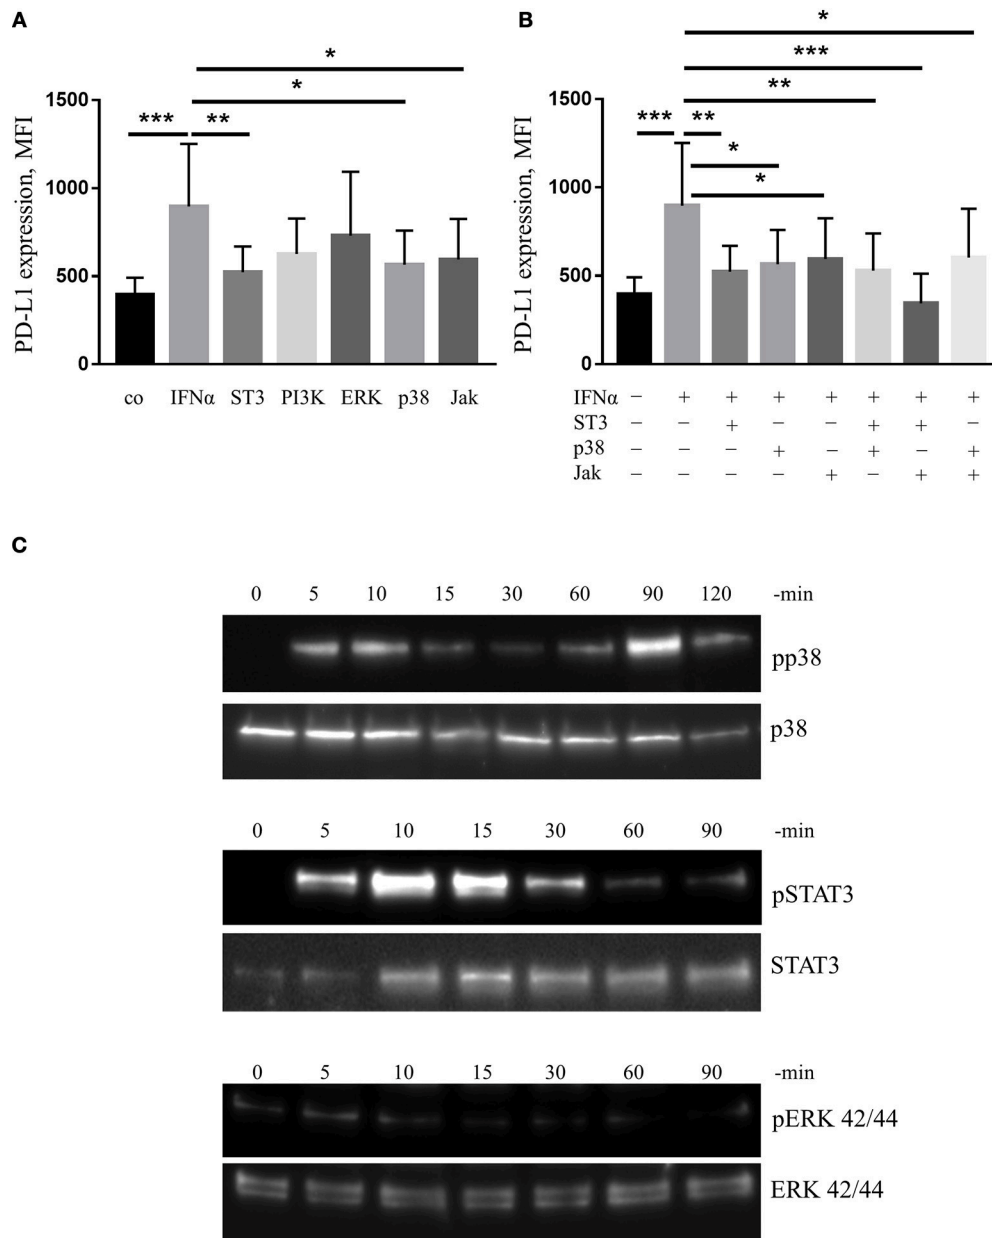 A
B
*
*
***
**
1500
*** **
PD-L1 expression, MFI
1000
500
0
co IFNα ST3 PI3K ERK p38 Jak
*
***
**
1500
*** **
*
*
PD-L1 expression, MFI
1000
500
0
IFNα − + + + + + + +
ST3 − − + − − + + −
p38 − − − + − + − +
Jak − − − − + − + +
C
0 5 10 15 30 60 90 120 -min
pp38
p38
0 5 10 15 30 60 90 -min
pSTAT3
STAT3
0 5 10 15 30 60 90 -min
pERK 42/44
ERK 42/44